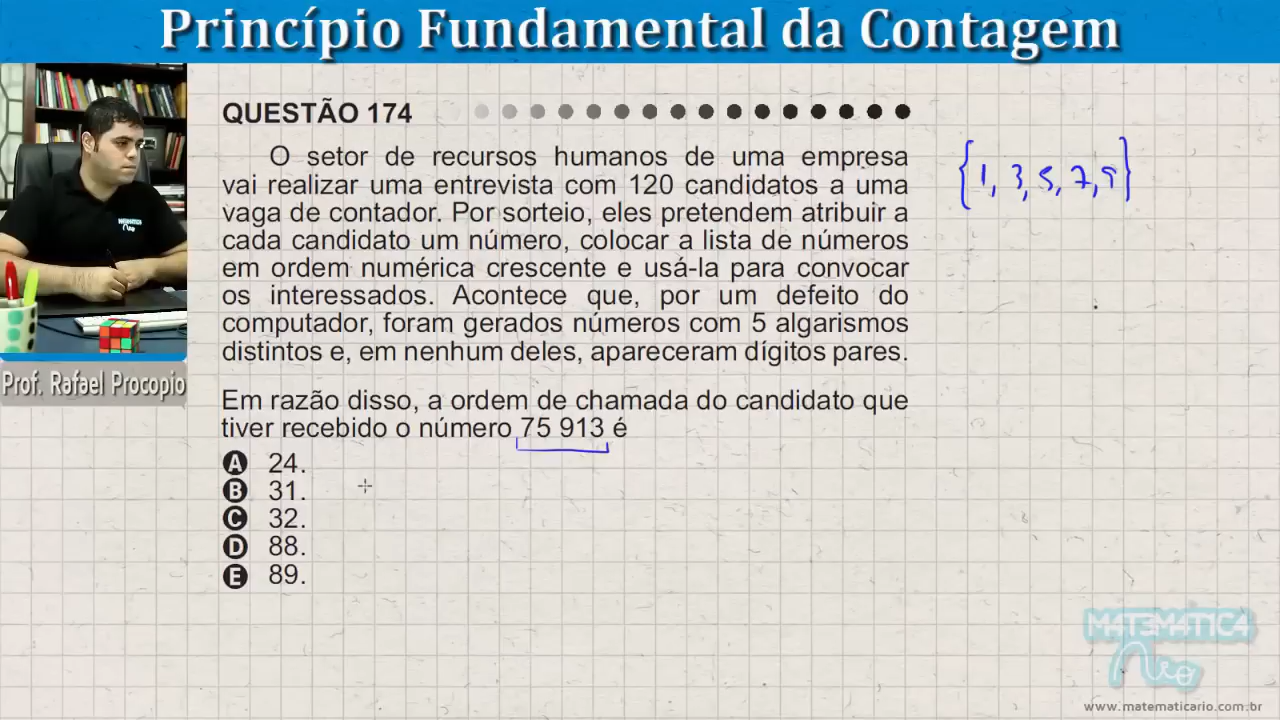 Princípio Fundamental da Contagem
QUESTÃO 174
O setor de recursos humanos de uma empresa
vai realizar uma entrevista com 120 candidatos a uma
vaga de contador. Por sorteio, eles pretendem atribuir a
cada candidato um número, colocar a lista de números
em ordem numérica crescente e usá-la para convocar
os interessados. Acontece que, por um defeito do
computador, foram gerados números com 5 algarismos
distintos e, em nenhum deles, apareceram dígitos pares.
Em razão disso, a ordem de chamada do candidato que
tiver recebido o número 75 913 é
A 24.
B 31.
C 32.
D 88.
E 89.
{1, 3, 5, 7, 9}
Prof. Rafael Procopio
MATEMÁTICA
Rio
MATEMÁTICA
Rio
www.matematicario.com.br